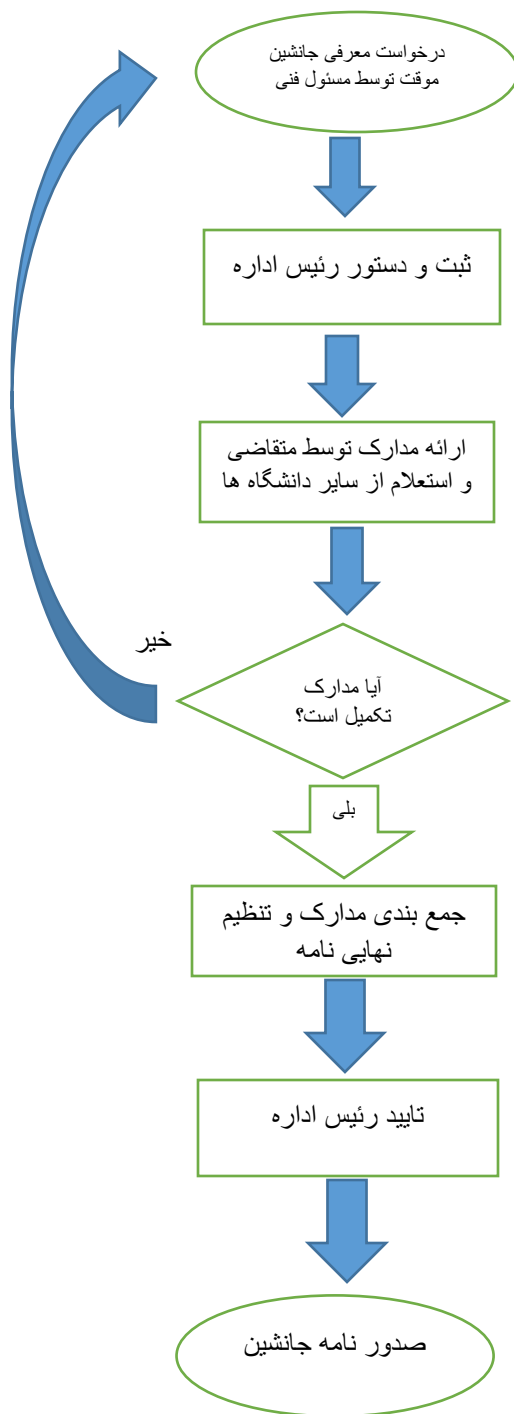 درخواست معرفی جانشین
موقت توسط مسئول فنی
ثبت و دستور رئیس اداره
ارائه مدارک توسط متقاضی
و استعلام از سایر دانشگاه ها
خیر
آیا مدارک
تکمیل است؟
بلی
جمع بندی مدارک و تنظیم
نهایی نامه
تایید رئیس اداره
صدور نامه جانشین